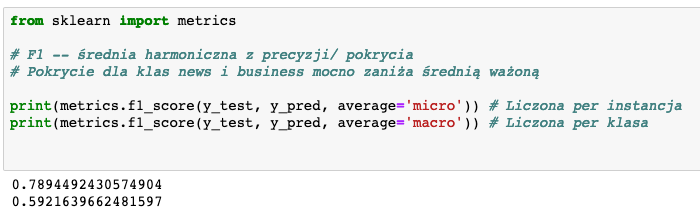 from sklearn import metrics
# F1 -- średnia harmoniczna z precyzji/ pokrycia
# Pokrycie dla klas news i business mocno zaniża średnią ważoną
print(metrics.f1_score(y_test, y_pred, average='micro')) # Liczona per instancja
print(metrics.f1_score(y_test, y_pred, average='macro')) # Liczona per klasa
0.7894492430574904
0.5921639662481597